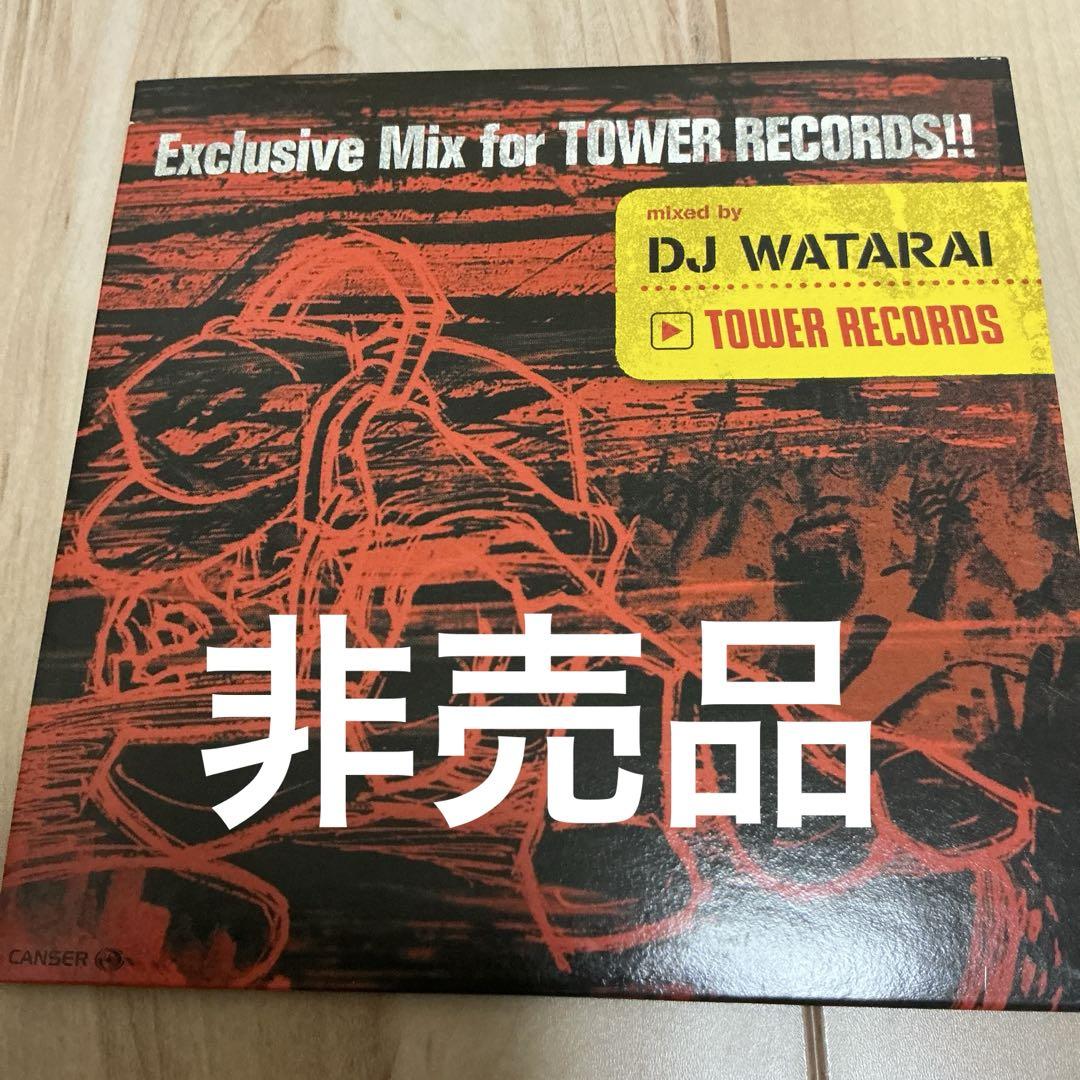 Exclusive Mix for TOWER RECORDS!!
mixed by
DJ WATARAI
TOWER RECORDS
非売品
CANSER